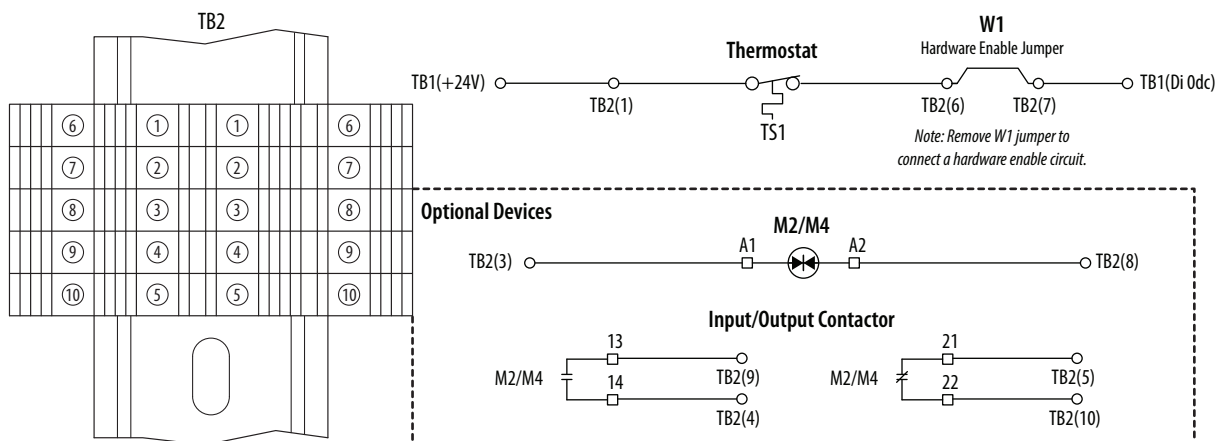 TB2
6 1 1 6
7 2 2 7
8 3 3 8
9 4 4 9
10 5 5 10
W1
Thermostat
Hardware Enable Jumper
TB1(+24V)
TB1(Di 0dc)
TB2(1)
TB2(6)
TB2(7)
TS1
Note: Remove W1 jumper to
connect a hardware enable circuit.
Optional Devices
M2/M4
A1
A2
TB2(3)
TB2(8)
Input/Output Contactor
13
M2/M4
TB2(9)
14
TB2(4)
21
M2/M4
TB2(5)
22
TB2(10)